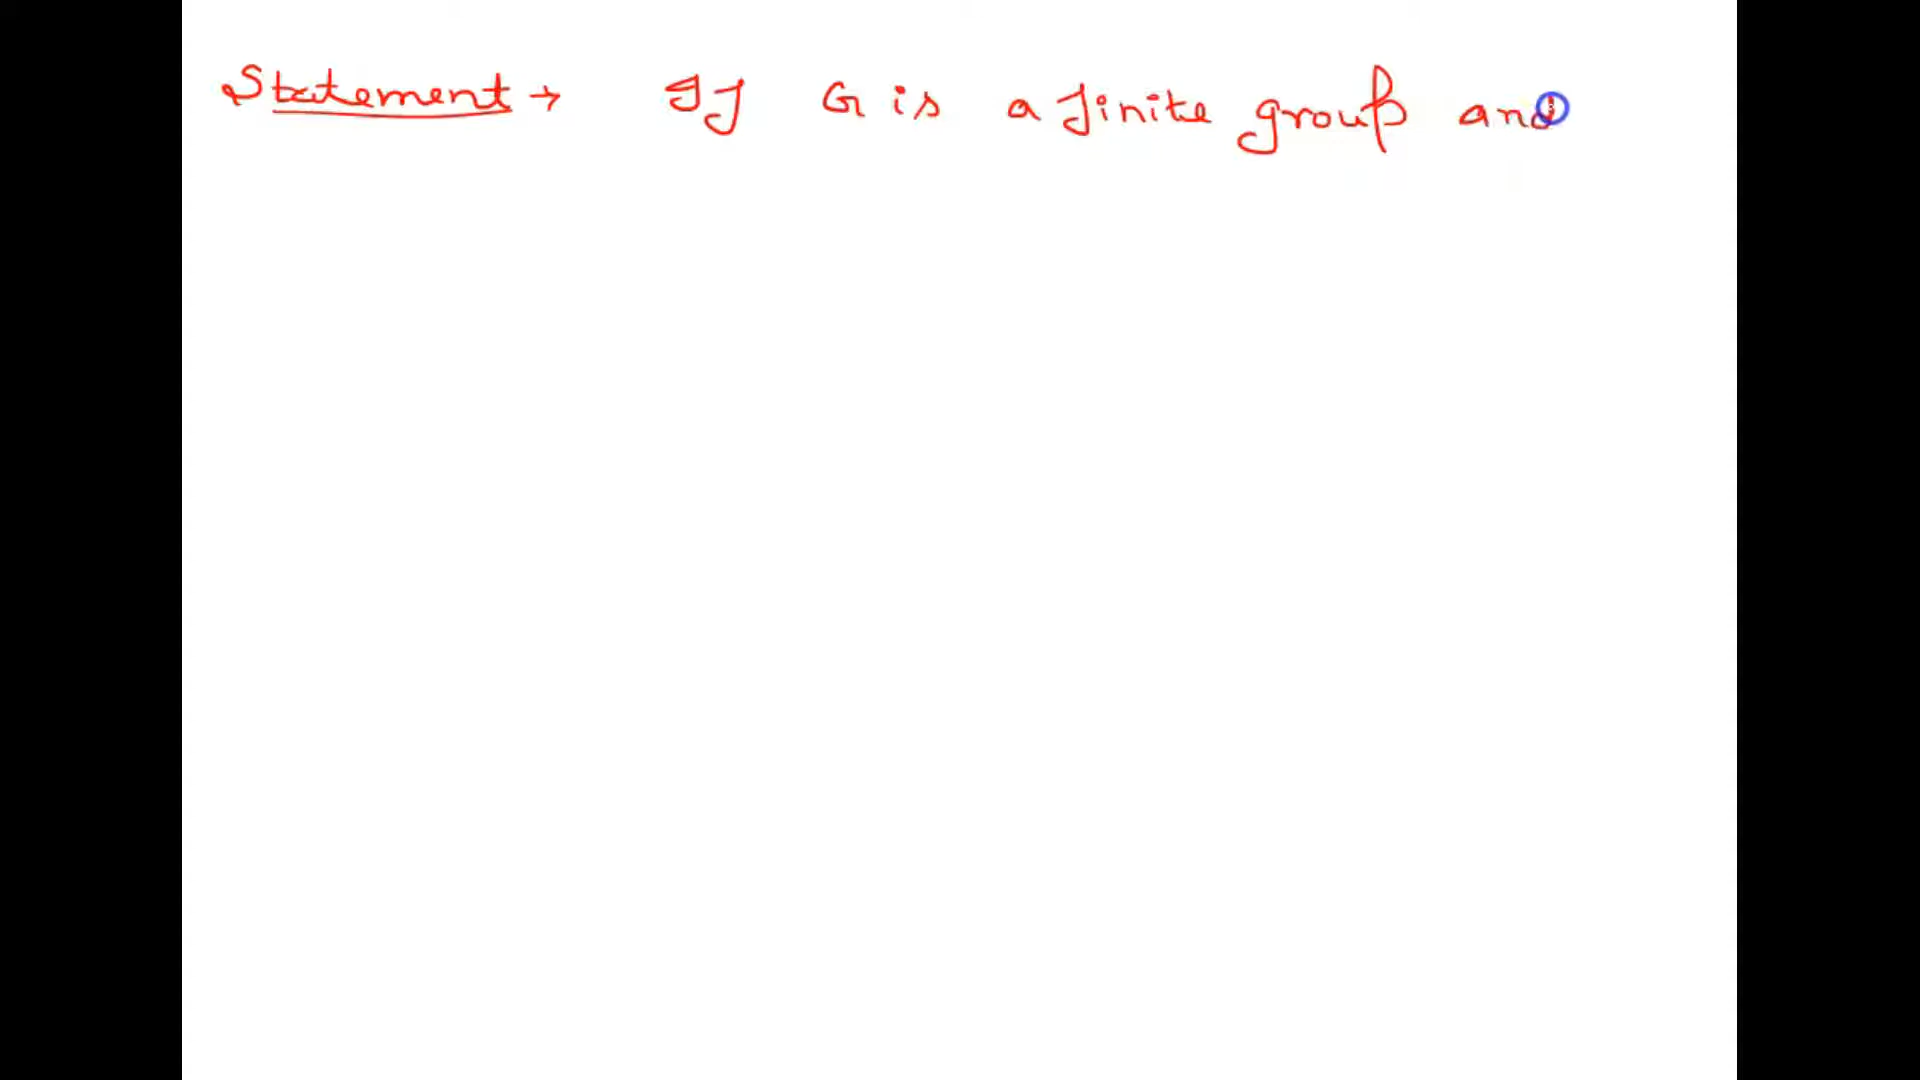 Statement → If G is a finite group and